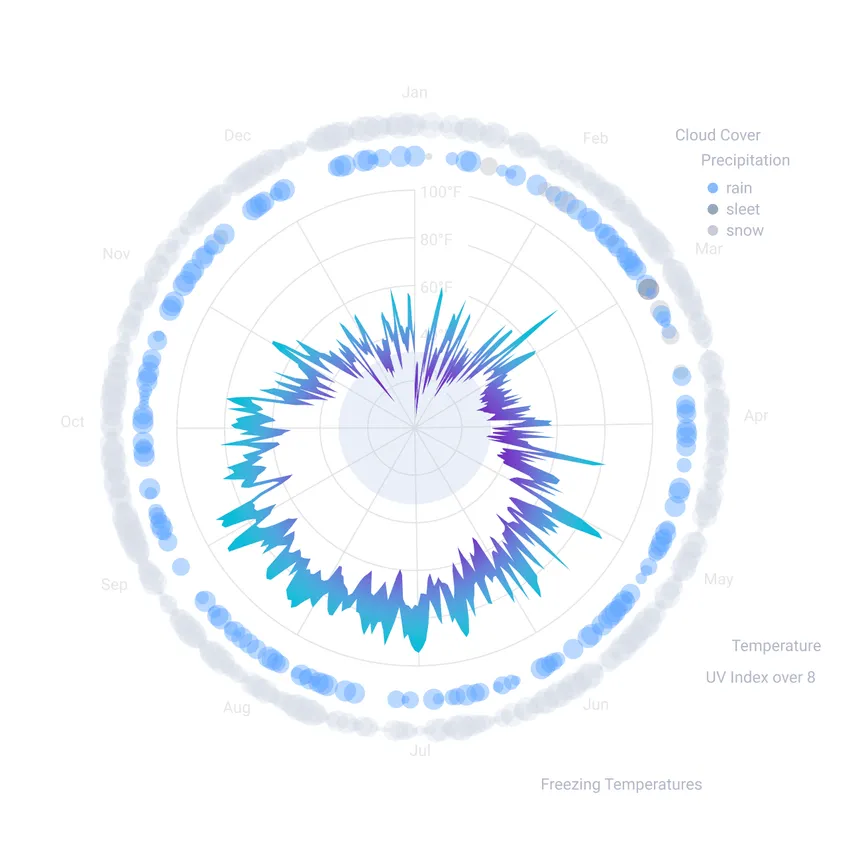 Jan
Dec
Feb
Cloud Cover
Precipitation
rain
sleet
snow
100°F
80°F
60°F
Nov
Mar
Oct
Apr
Sep
May
Temperature
UV Index over 8
Aug
Jun
Jul
Freezing Temperatures